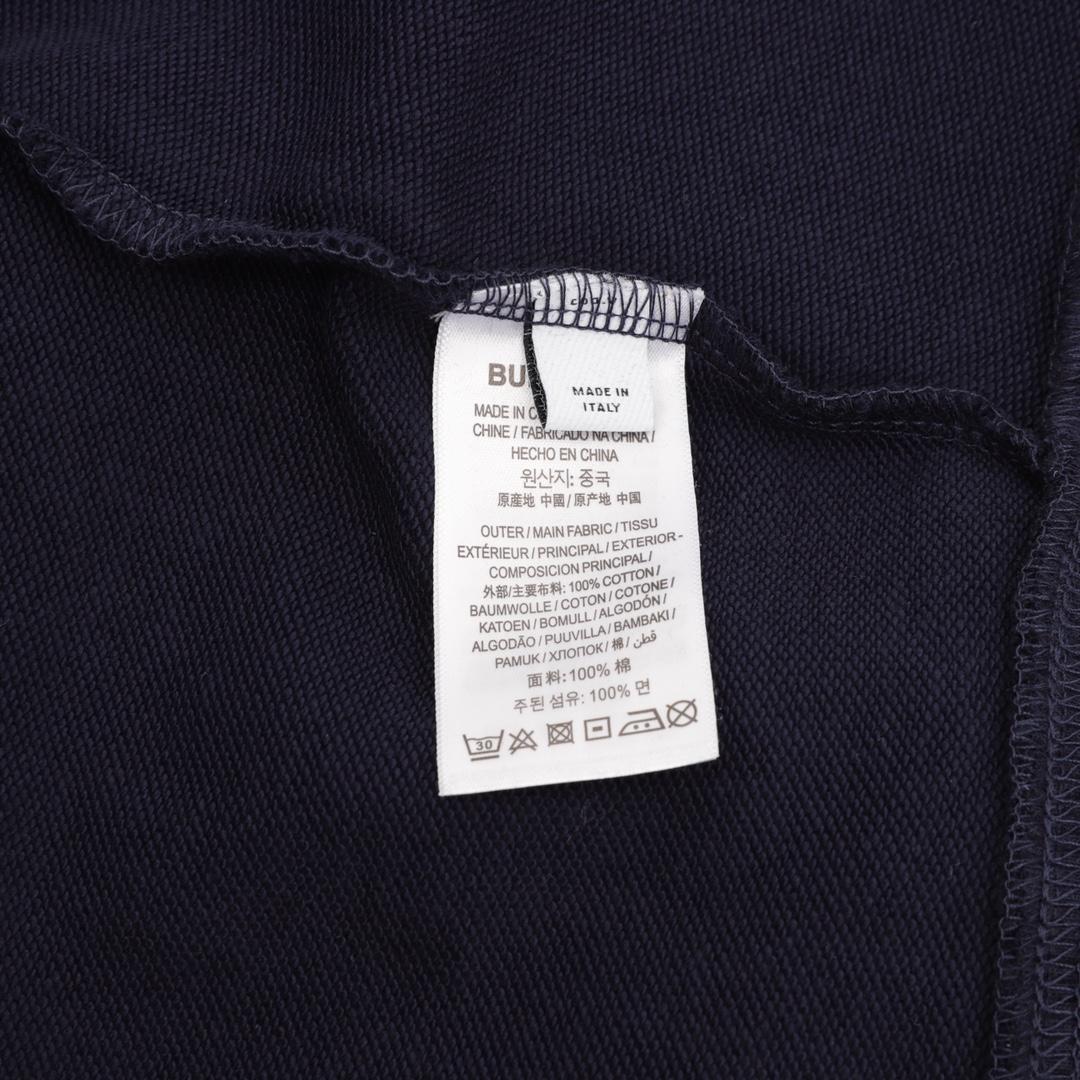 BU
MADE IN
ITALY
MADE IN C
CHINE / FABRICADO NA CHINA /
HECHO EN CHINA
원산지: 중국
原産地 中國 / 原产地 中国
OUTER / MAIN FABRIC / TISSU
EXTÉRIEUR / PRINCIPAL / EXTERIOR -
COMPOSICION PRINCIPAL /
外部/主要布料: 100% COTTON /
BAUMWOLLE / COTON / COTONE /
KATOEN / BOMULL / ALGODÓN /
ALGODÃO / PUUVILLA / BAMBAKI /
PAMUK / ХЛОПОК / 棉 / قطن
面 料: 100% 棉
주된 섬유: 100% 면
30